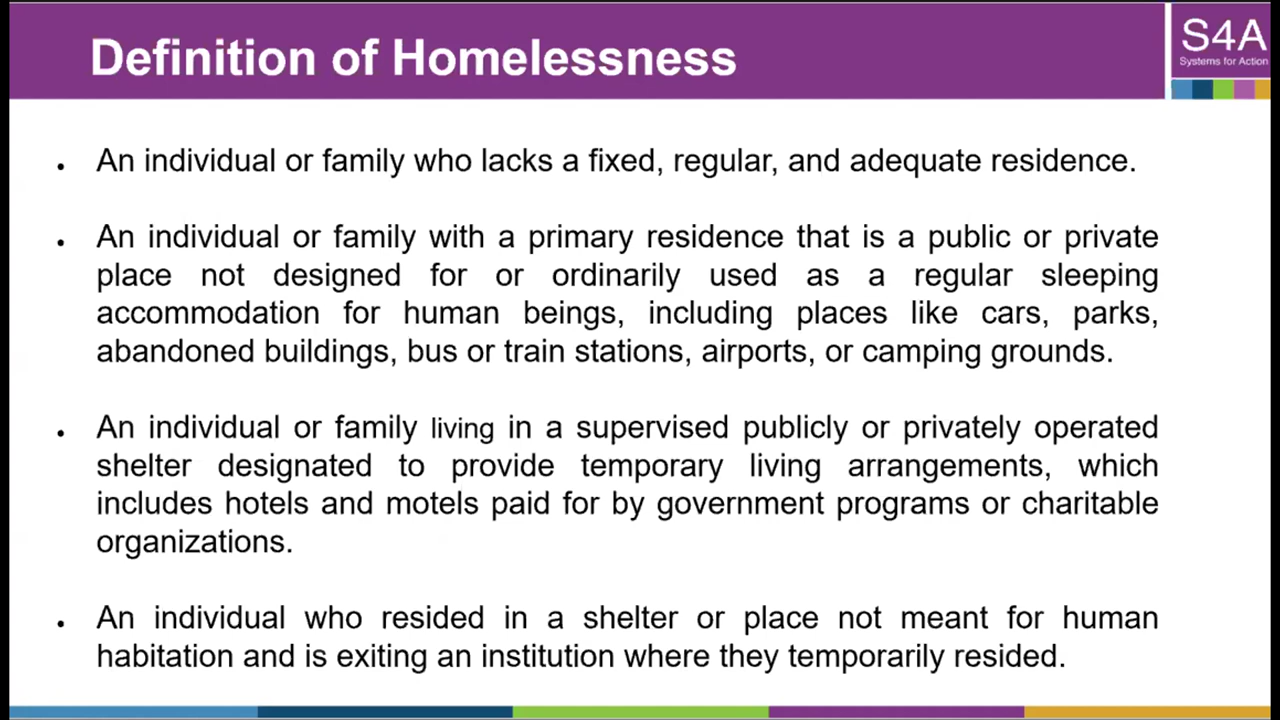 Definition of Homelessness
S4A
Systems for Action
• An individual or family who lacks a fixed, regular, and adequate residence.
• An individual or family with a primary residence that is a public or private
place not designed for or ordinarily used as a regular sleeping
accommodation for human beings, including places like cars, parks,
abandoned buildings, bus or train stations, airports, or camping grounds.
• An individual or family living in a supervised publicly or privately operated
shelter designated to provide temporary living arrangements, which
includes hotels and motels paid for by government programs or charitable
organizations.
• An individual who resided in a shelter or place not meant for human
habitation and is exiting an institution where they temporarily resided.